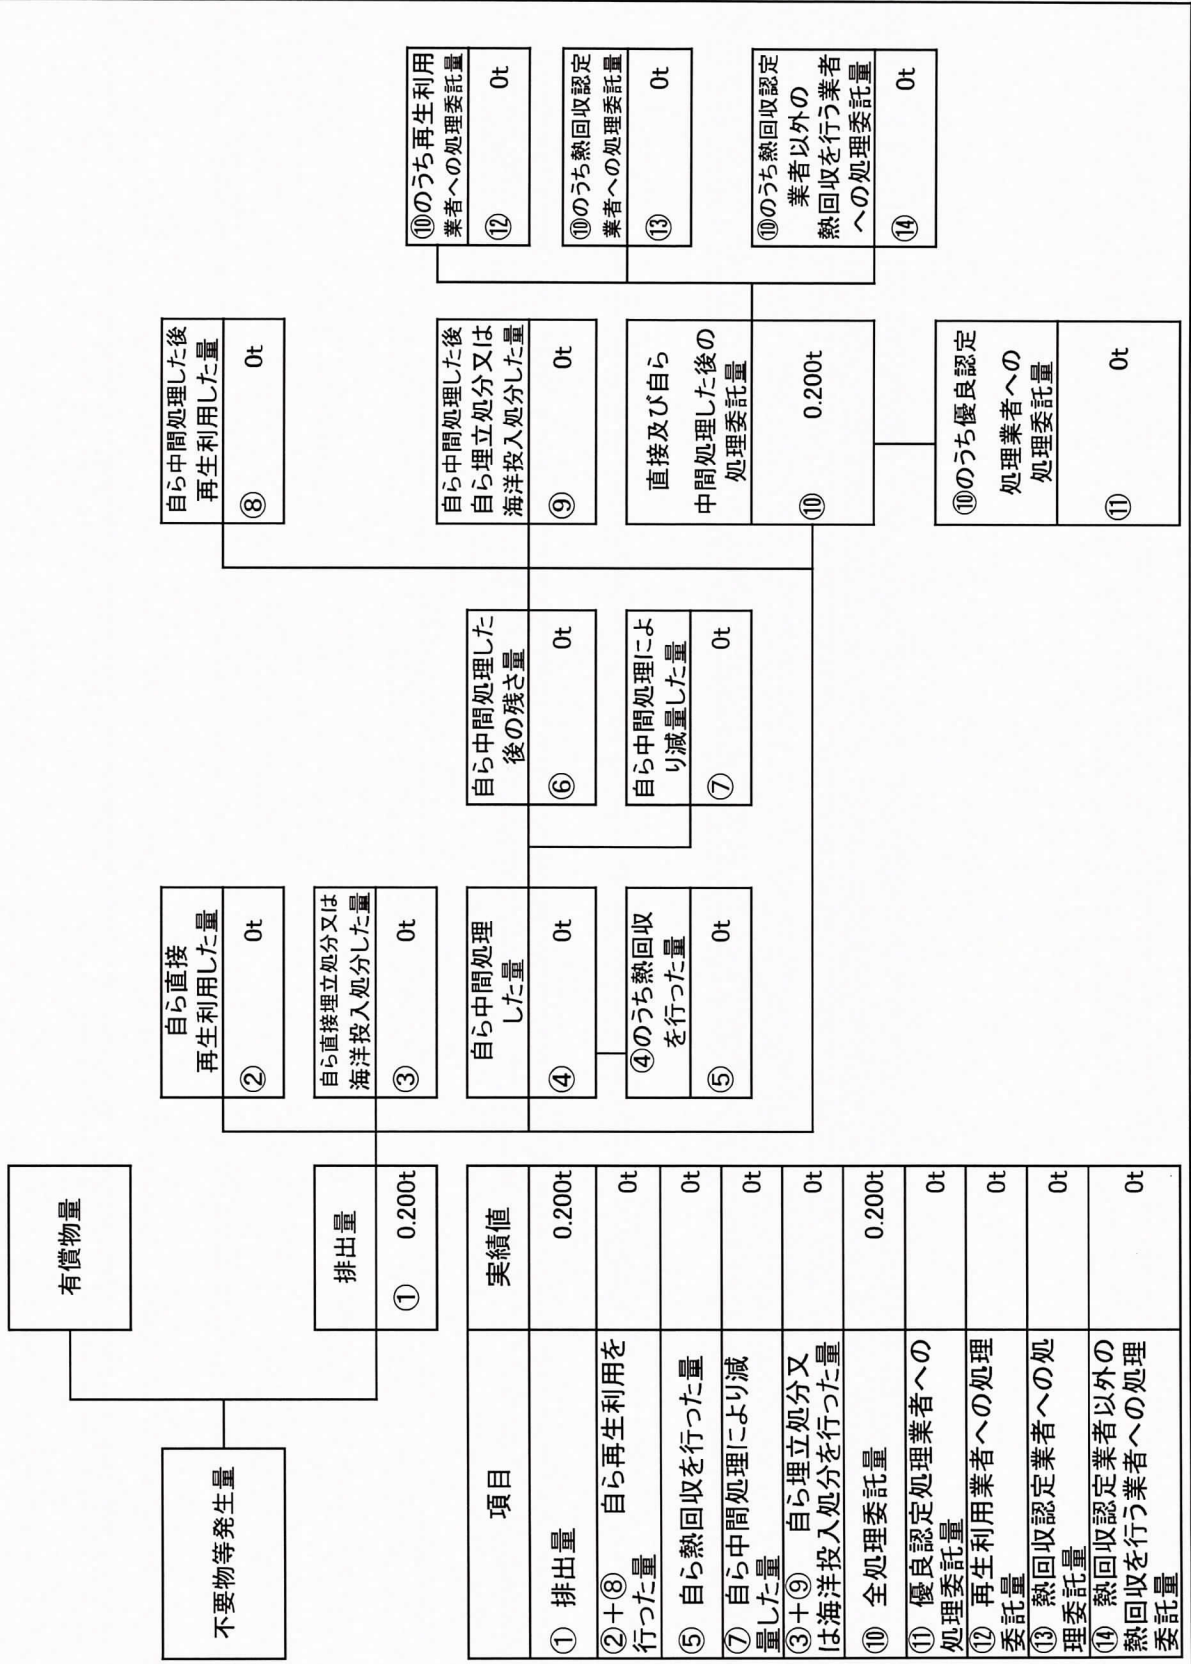 不要物等発生量
有償物量
排出量
① 0.200t
自ら直接
再生利用した量
② 0t
自ら直接埋立処分又は
海洋投入処分した量
③ 0t
自ら中間処理
した量
④ 0t
④のうち熱回収
を行った量
⑤ 0t
自ら中間処理した
後の残さ量
⑥ 0t
自ら中間処理によ
り減量した量
⑦ 0t
自ら中間処理した後
再生利用した量
⑧ 0t
自ら中間処理した後
自ら埋立処分又は
海洋投入処分した量
⑨ 0t
直接及び自ら
中間処理した後の
処理委託量
⑩ 0.200t
⑩のうち優良認定
処理業者への
処理委託量
⑪ 0t
⑩のうち再生利用
業者への処理委託量
⑫ 0t
⑩のうち熱回収認定
業者への処理委託量
⑬ 0t
⑩のうち熱回収認定
業者以外の
熱回収を行う業者
への処理委託量
⑭ 0t
項目 実績値
① 排出量 0.200t
②+⑧ 自ら再生利用を
行った量 0t
⑤ 自ら熱回収を行った量 0t
⑦ 自ら中間処理により減
量した量 0t
③+⑨ 自ら埋立処分又
は海洋投入処分を行った量 0t
⑩ 全処理委託量 0.200t
⑪ 優良認定処理業者への
処理委託量 0t
⑫ 再生利用業者への処理
委託量 0t
⑬ 熱回収認定業者への処
理委託量 0t
⑭ 熱回収認定業者以外の
熱回収を行う業者への処理
委託量 0t